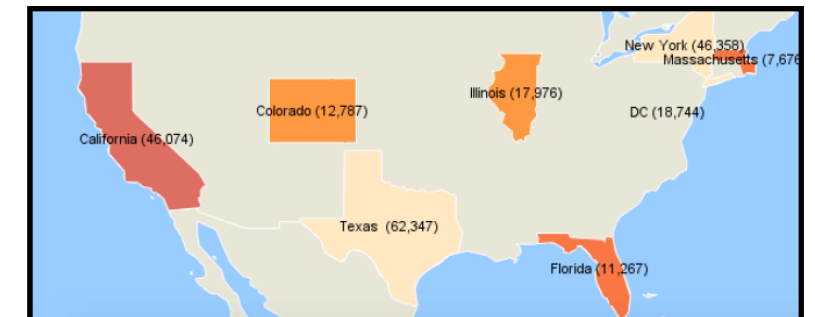 New York (46,358)
Massachusetts (7,676
Illinois (17,976)
Colorado (12,787)
DC (18,744)
California (46,074)
Texas (62,347)
Florida (11,267)